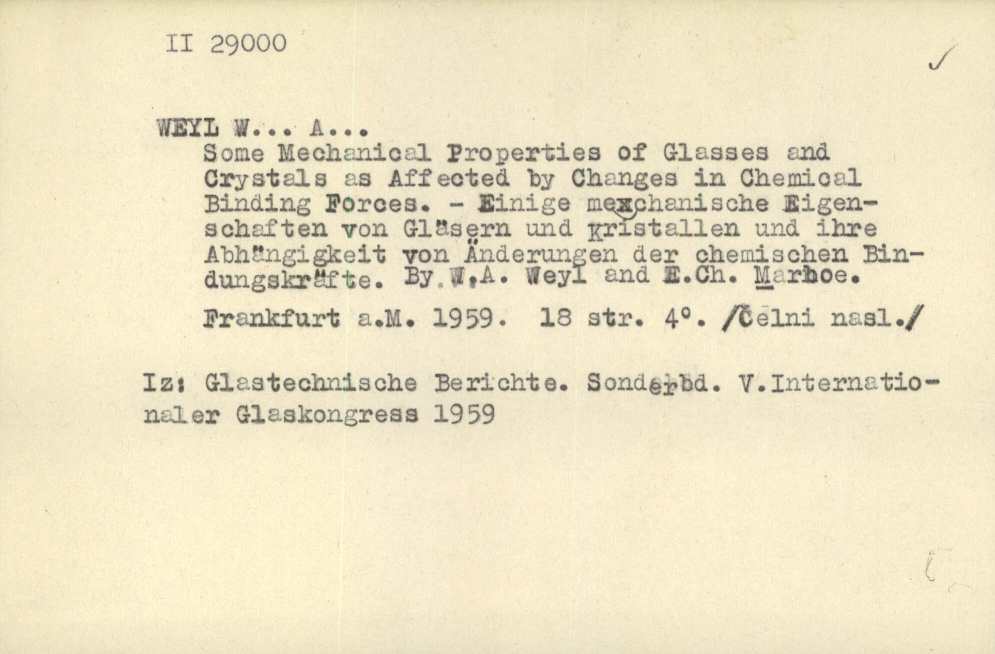 II 29000
WEYL W... A...
Some Mechanical Properties of Glasses and
Crystals as Affected by Changes in Chemical
Binding Forces. - Einige mexchanische Eigen-
schaften von Gläsern und Kristallen und ihre
Abhängigkeit von Änderungen der chemischen Bin-
dungskräfte. By W.A. Weyl and E.Ch. Marboe.
Frankfurt a.M. 1959. 18 str. 4°. /Čelni nasl./
Iz: Glastechnische Berichte. Sonderbd. V.Internatio-
naler Glaskongress 1959